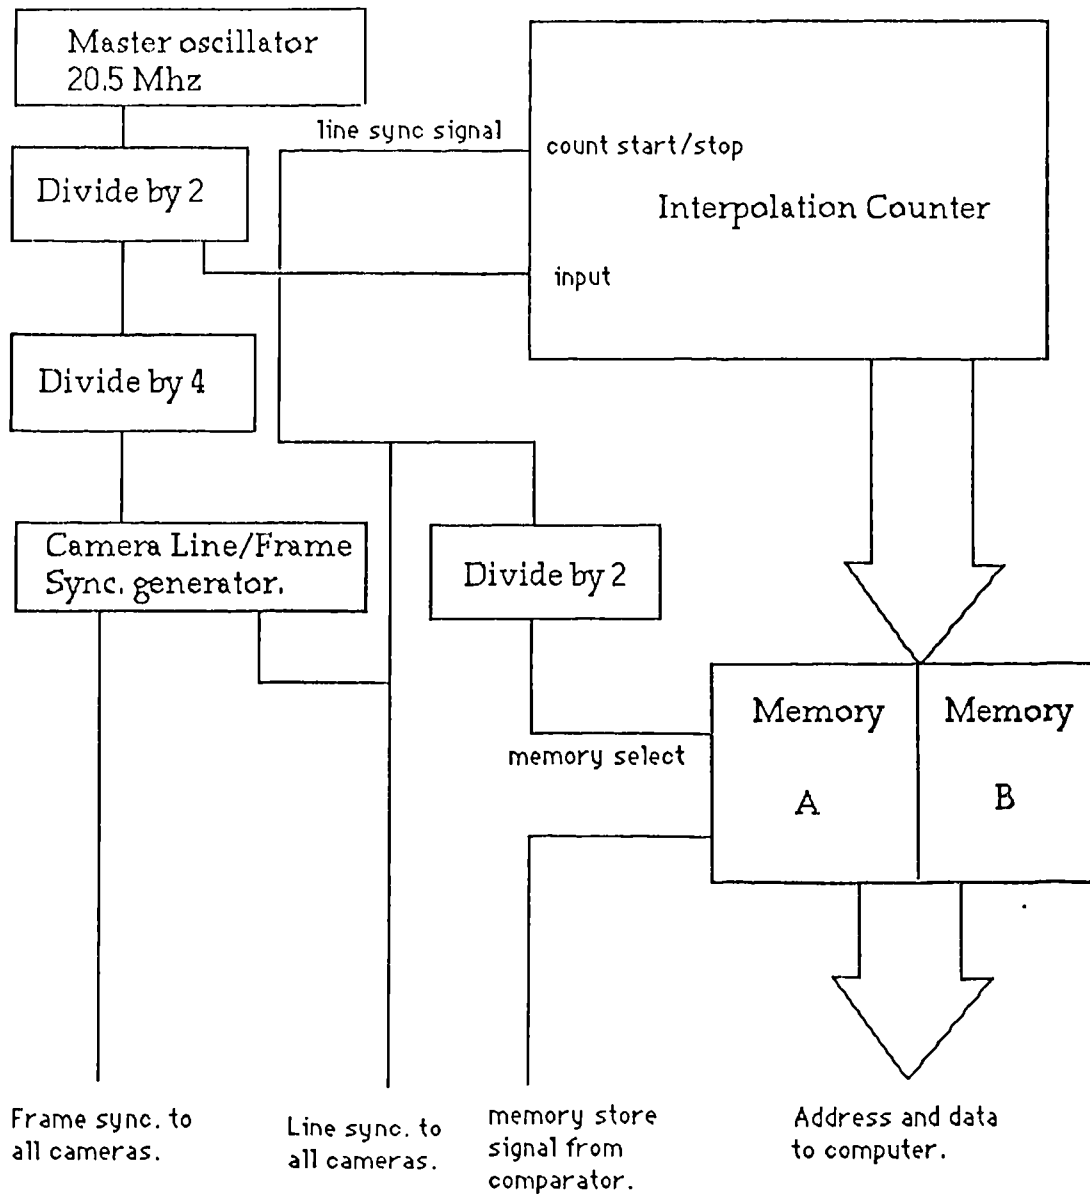 Master oscillator
20.5 Mhz
line sync signal
count start/stop
Divide by 2
Interpolation Counter
input
Divide by 4
Camera Line/Frame
Sync. generator.
Divide by 2
Memory
A
Memory
B
memory select
Frame sync. to
all cameras.
Line sync. to
all cameras.
memory store
signal from
comparator.
Address and data
to computer.